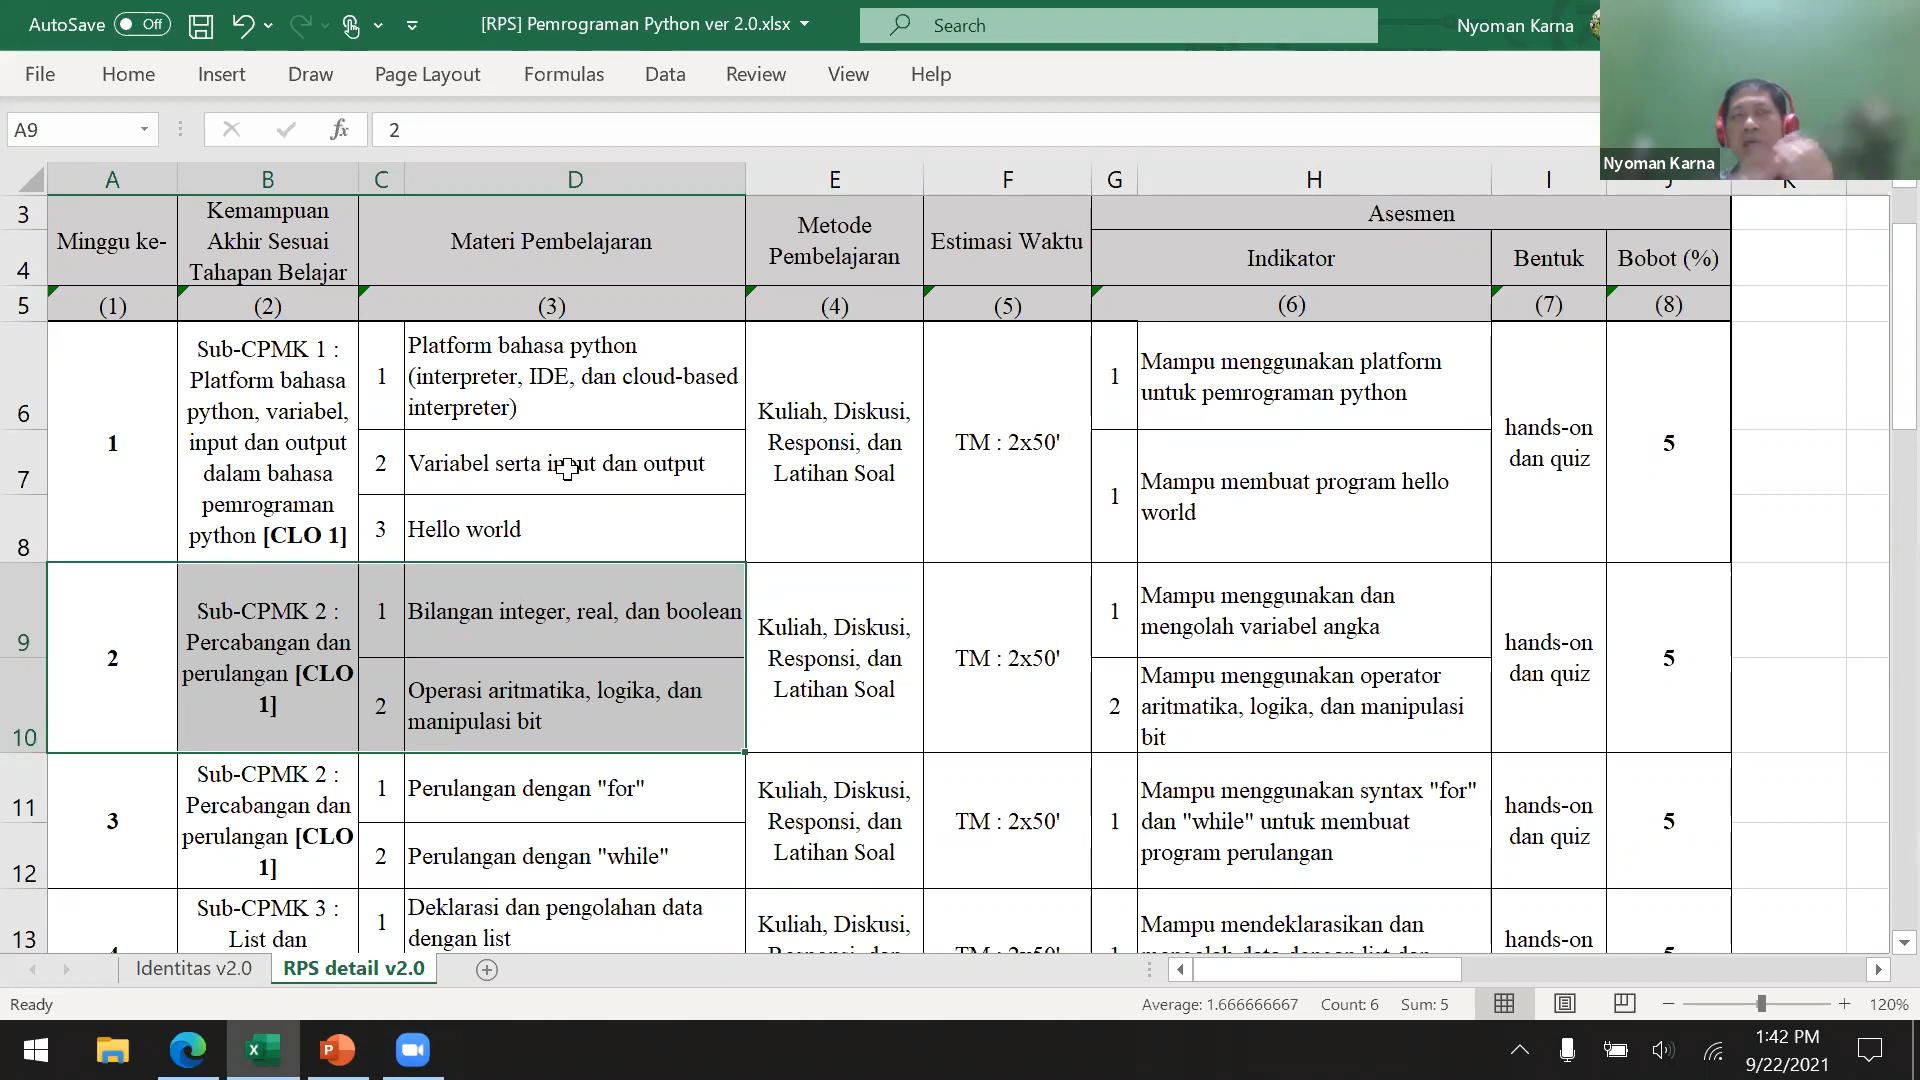 AutoSave
Off
[RPS] Pemrograman Python ver 2.0.xlsx
Search
Nyoman Karna
File
Home
Insert
Draw
Page Layout
Formulas
Data
Review
View
Help
A9
fx
2
Nyoman Karna
A
B
C
D
E
F
G
H
I
3
4
5
6
7
8
9
10
11
12
13
Minggu ke-
Kemampuan
Akhir Sesuai
Tahapan Belajar
Materi Pembelajaran
Metode
Pembelajaran
Estimasi Waktu
Asesmen
Indikator
Bentuk
Bobot (%)
(1)
(2)
(3)
(4)
(5)
(6)
(7)
(8)
1
Sub-CPMK 1 :
Platform bahasa
python, variabel,
input dan output
dalam bahasa
pemrograman
python [CLO 1]
1
Platform bahasa python
(interpreter, IDE, dan cloud-based
interpreter)
2
Variabel serta input dan output
3
Hello world
Kuliah, Diskusi,
Responsi, dan
Latihan Soal
TM : 2x50'
1
Mampu menggunakan platform
untuk pemrograman python
1
Mampu membuat program hello
world
hands-on
dan quiz
5
2
Sub-CPMK 2 :
Percabangan dan
perulangan [CLO
1]
1
Bilangan integer, real, dan boolean
2
Operasi aritmatika, logika, dan
manipulasi bit
Kuliah, Diskusi,
Responsi, dan
Latihan Soal
TM : 2x50'
1
Mampu menggunakan dan
mengolah variabel angka
2
Mampu menggunakan operator
aritmatika, logika, dan manipulasi
bit
hands-on
dan quiz
5
3
Sub-CPMK 2 :
Percabangan dan
perulangan [CLO
1]
1
Perulangan dengan "for"
2
Perulangan dengan "while"
Kuliah, Diskusi,
Responsi, dan
Latihan Soal
TM : 2x50'
1
Mampu menggunakan syntax "for"
dan "while" untuk membuat
program perulangan
hands-on
dan quiz
5
Sub-CPMK 3 :
List dan
1
Deklarasi dan pengolahan data
dengan list
Kuliah, Diskusi,
Mampu mendeklarasikan dan
hands-on
Identitas v2.0
RPS detail v2.0
Ready
Average: 1.666666667
Count: 6
Sum: 5
120%
1:42 PM
9/22/2021